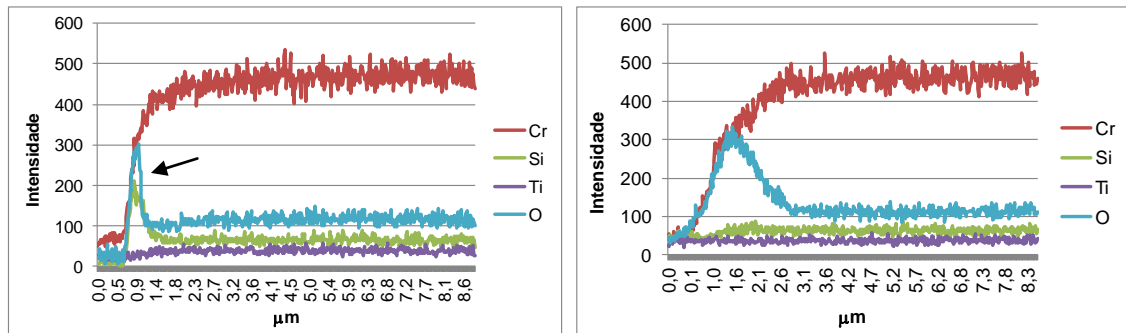 600
500
400
300
200
100
0
Intensidade
0,0 0,5 0,9 1,4 1,8 2,3 2,7 3,2 3,6 4,1 4,5 5,0 5,4 5,9 6,3 6,8 7,2 7,7 8,1 8,6
μm
Cr
Si
Ti
O
600
500
400
300
200
100
0
Intensidade
0,0 0,1 1,0 1,6 2,1 2,6 3,1 3,7 4,2 4,7 5,2 5,7 6,2 6,8 7,3 7,8 8,3
μm
Cr
Si
Ti
O